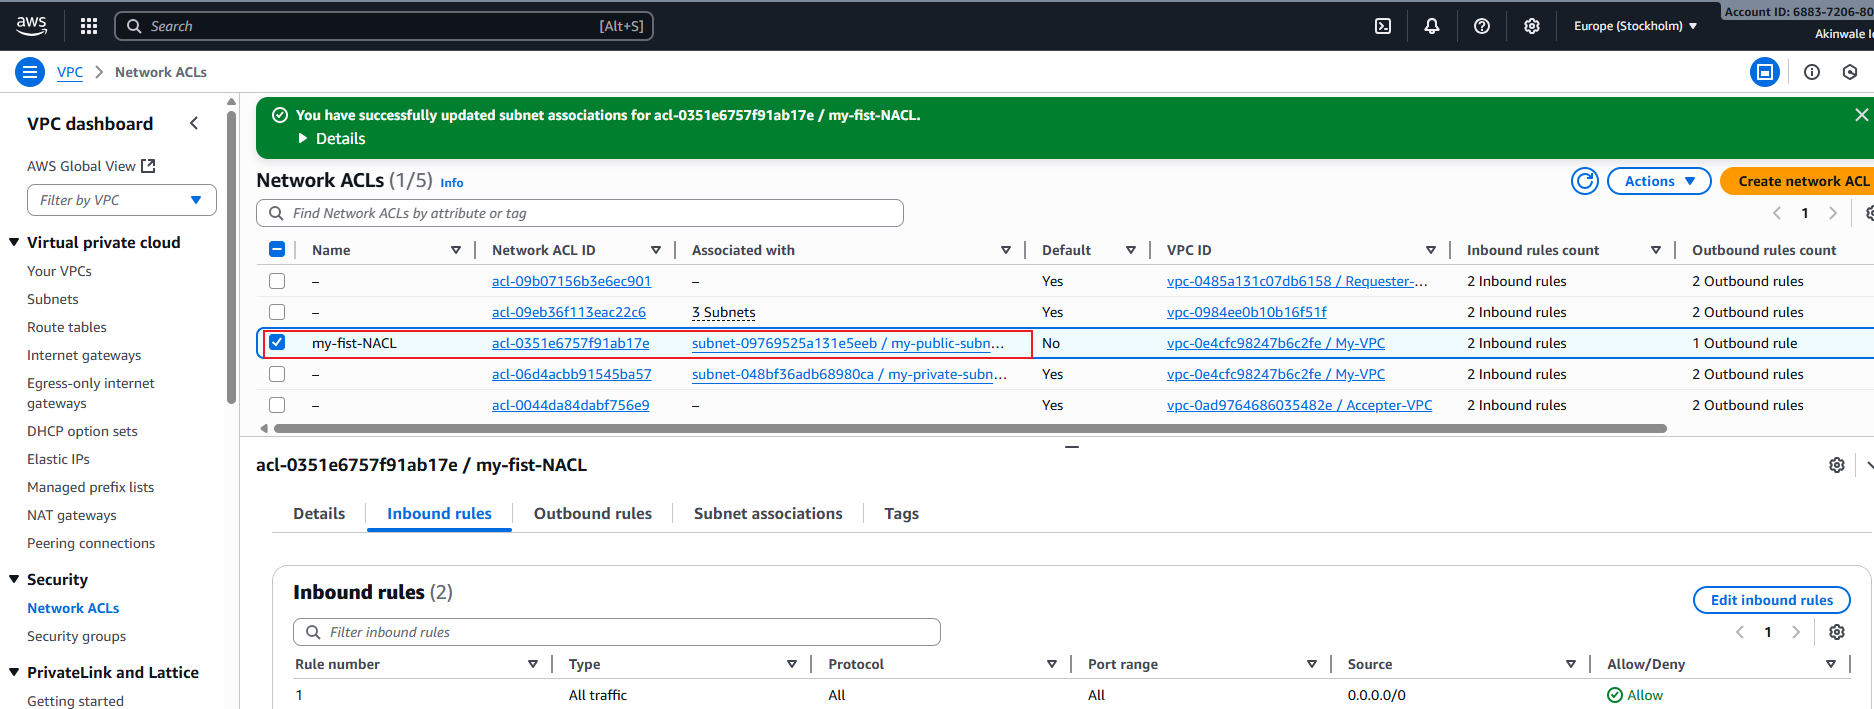 aws Search [Alt+S] Europe (Stockholm) Account ID: 6883-7206-80
Akinwale
VPC Network ACLs
VPC dashboard
AWS Global View
Filter by VPC
Virtual private cloud
Your VPCs
Subnets
Route tables
Internet gateways
Egress-only internet
gateways
DHCP option sets
Elastic IPs
Managed prefix lists
NAT gateways
Peering connections
Security
Network ACLs
Security groups
PrivateLink and Lattice
Getting started
You have successfully updated subnet associations for acl-0351e6757f91ab17e / my-fist-NACL.
Details
Network ACLs (1/5) Info
Actions
Create network ACL
Find Network ACLs by attribute or tag
1
Name Network ACL ID Associated with Default VPC ID Inbound rules count Outbound rules count
– acl-09b07156b3e6ec901 – Yes vpc-0485a131c07db6158 / Requester-... 2 Inbound rules 2 Outbound rules
– acl-09eb36f113eac22c6 3 Subnets Yes vpc-0984ee0b10b16f51f 2 Inbound rules 2 Outbound rules
my-fist-NACL acl-0351e6757f91ab17e subnet-09769525a131e5eeb / my-public-subn... No vpc-0e4cfc98247b6c2fe / My-VPC 2 Inbound rules 1 Outbound rule
– acl-06d4acbb91545ba57 subnet-048bf36adb68980ca / my-private-subn... Yes vpc-0e4cfc98247b6c2fe / My-VPC 2 Inbound rules 2 Outbound rules
– acl-0044da84dabf756e9 – Yes vpc-0ad9764686035482e / Accepter-VPC 2 Inbound rules 2 Outbound rules
acl-0351e6757f91ab17e / my-fist-NACL
Details Inbound rules Outbound rules Subnet associations Tags
Inbound rules (2)
Edit inbound rules
Filter inbound rules
1
Rule number Type Protocol Port range Source Allow/Deny
1 All traffic All All 0.0.0.0/0 Allow